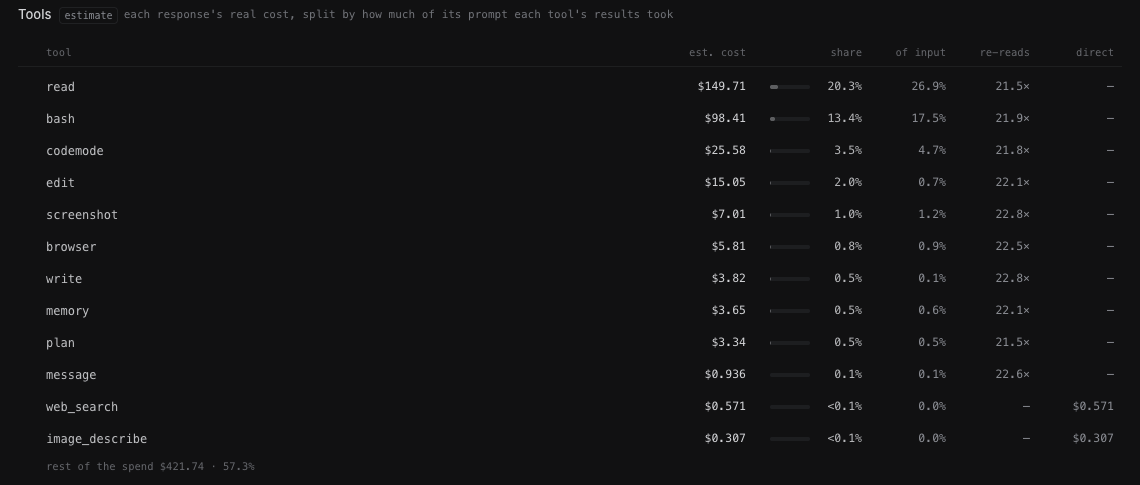 Tools estimate each response's real cost, split by how much of its prompt each tool's results took
tool est. cost share of input re-reads direct
read $149.71 20.3% 26.9% 21.5× —
bash $98.41 13.4% 17.5% 21.9× —
codemode $25.58 3.5% 4.7% 21.8× —
edit $15.05 2.0% 0.7% 22.1× —
screenshot $7.01 1.0% 1.2% 22.8× —
browser $5.81 0.8% 0.9% 22.5× —
write $3.82 0.5% 0.1% 22.8× —
memory $3.65 0.5% 0.6% 22.1× —
plan $3.34 0.5% 0.5% 21.5× —
message $0.936 0.1% 0.1% 22.6× —
web_search $0.571 <0.1% 0.0% — $0.571
image_describe $0.307 <0.1% 0.0% — $0.307
rest of the spend $421.74 · 57.3%